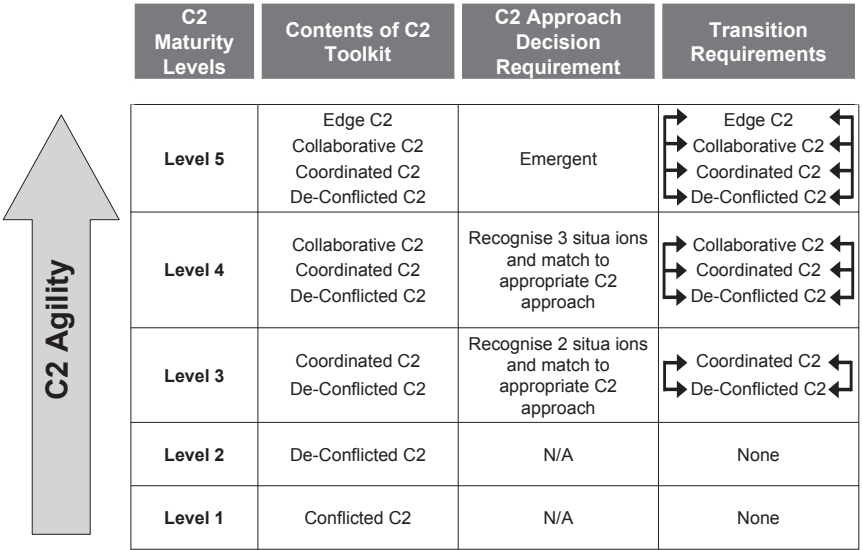 C2 Maturity Levels
Contents of C2 Toolkit
C2 Approach Decision Requirement
Transition Requirements
C2 Agility
Level 5
Edge C2
Collaborative C2
Coordinated C2
De-Conflicted C2
Emergent
Edge C2
Collaborative C2
Coordinated C2
De-Conflicted C2
Level 4
Collaborative C2
Coordinated C2
De-Conflicted C2
Recognise 3 situa ions
and match to
appropriate C2
approach
Collaborative C2
Coordinated C2
De-Conflicted C2
Level 3
Coordinated C2
De-Conflicted C2
Recognise 2 situa ions
and match to
appropriate C2
approach
Coordinated C2
De-Conflicted C2
Level 2
De-Conflicted C2
N/A
None
Level 1
Conflicted C2
N/A
None